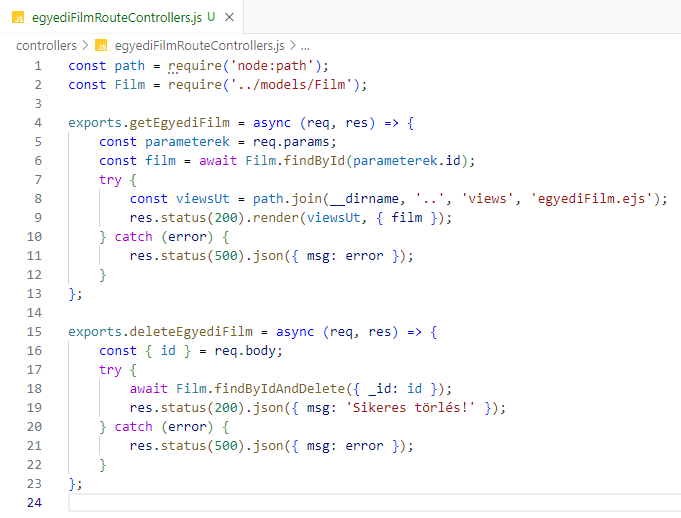 JS egyediFilmRouteControllers.js U ×
controllers > JS egyediFilmRouteControllers.js > ...
1 const path = require('node:path');
2 const Film = require('../models/Film');
3
4 exports.getEgyediFilm = async (req, res) => {
5     const parameterek = req.params;
6     const film = await Film.findById(parameterek.id);
7     try {
8         const viewsUt = path.join(__dirname, '..', 'views', 'egyediFilm.ejs');
9         res.status(200).render(viewsUt, { film });
10     } catch (error) {
11         res.status(500).json({ msg: error });
12     }
13 };
14
15 exports.deleteEgyediFilm = async (req, res) => {
16     const { id } = req.body;
17     try {
18         await Film.findByIdAndDelete({ _id: id });
19         res.status(200).json({ msg: 'Sikeres törlés!' });
20     } catch (error) {
21         res.status(500).json({ msg: error });
22     }
23 };
24